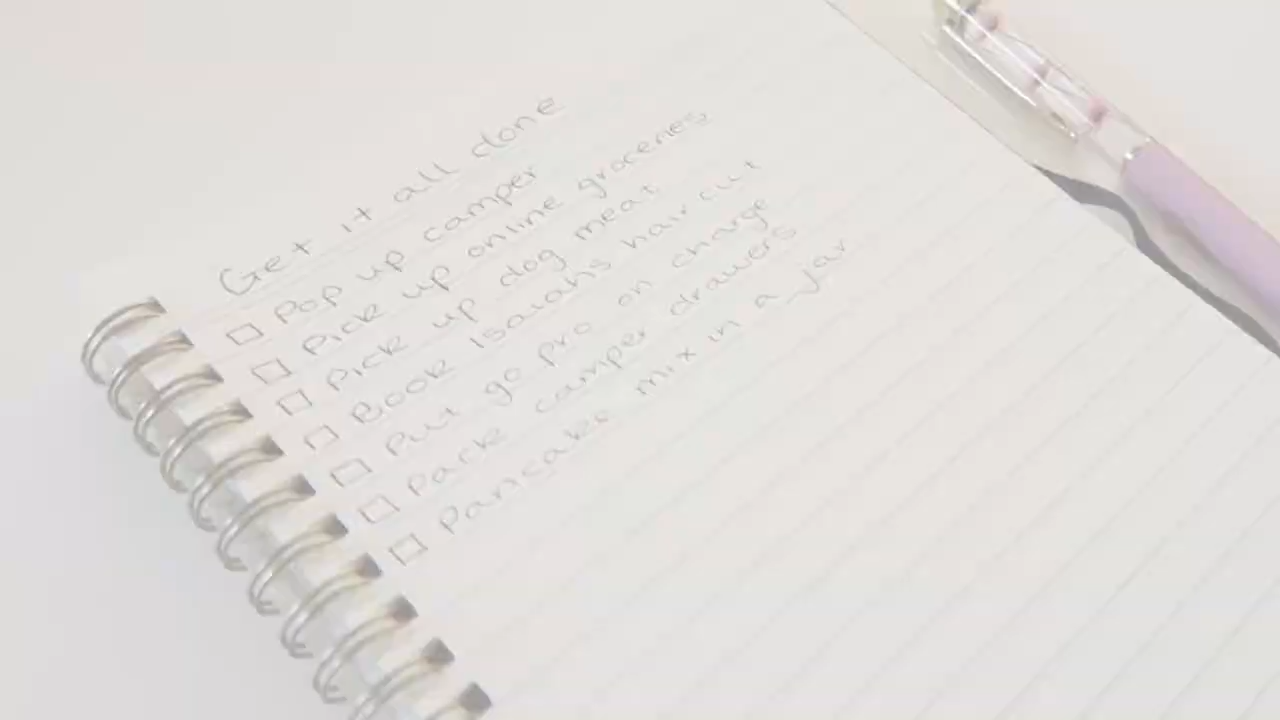 Get it all done
Pop up camper
Pick up online groceries
Pick up dog meat
Book Isaiahs hair cut
Put go pro on charge
Park camper drawers
Pancake mix in a jar